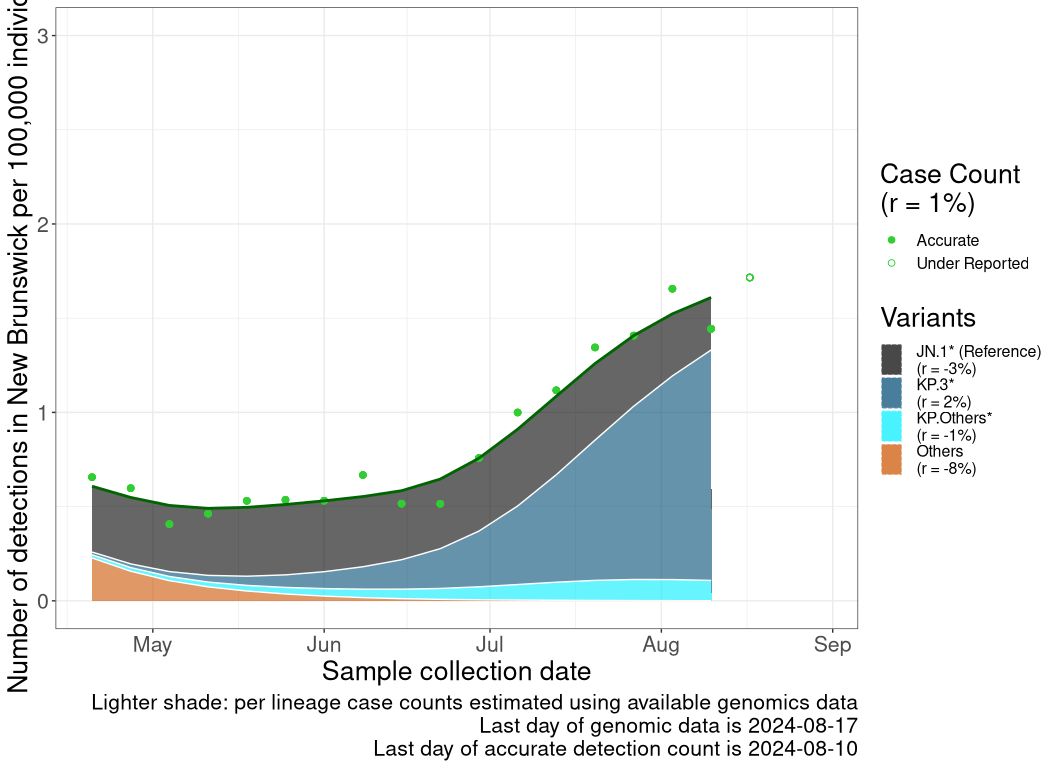 Number of detections in New Brunswick per 100,000
3
2
1
0
May Jun Jul Aug Sep
Sample collection date
Lighter shade: per lineage case counts estimated using available genomics data
Last day of genomic data is 2024-08-17
Last day of accurate detection count is 2024-08-10
Case Count
(r = 1%)
Accurate
Under Reported
Variants
JN.1* (Reference)
(r = -3%)
KP.3*
(r = 2%)
KP.Others*
(r = -1%)
Others
(r = -8%)